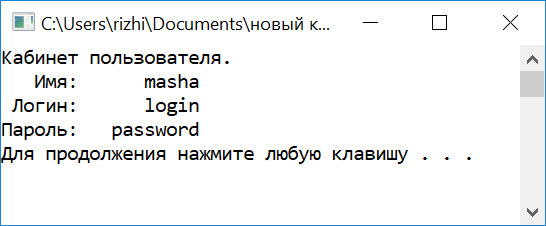 C:\Users\rizhi\Documents\новый к...
Кабинет пользователя.
Имя: masha
Логин: login
Пароль: password
Для продолжения нажмите любую клавишу . . .